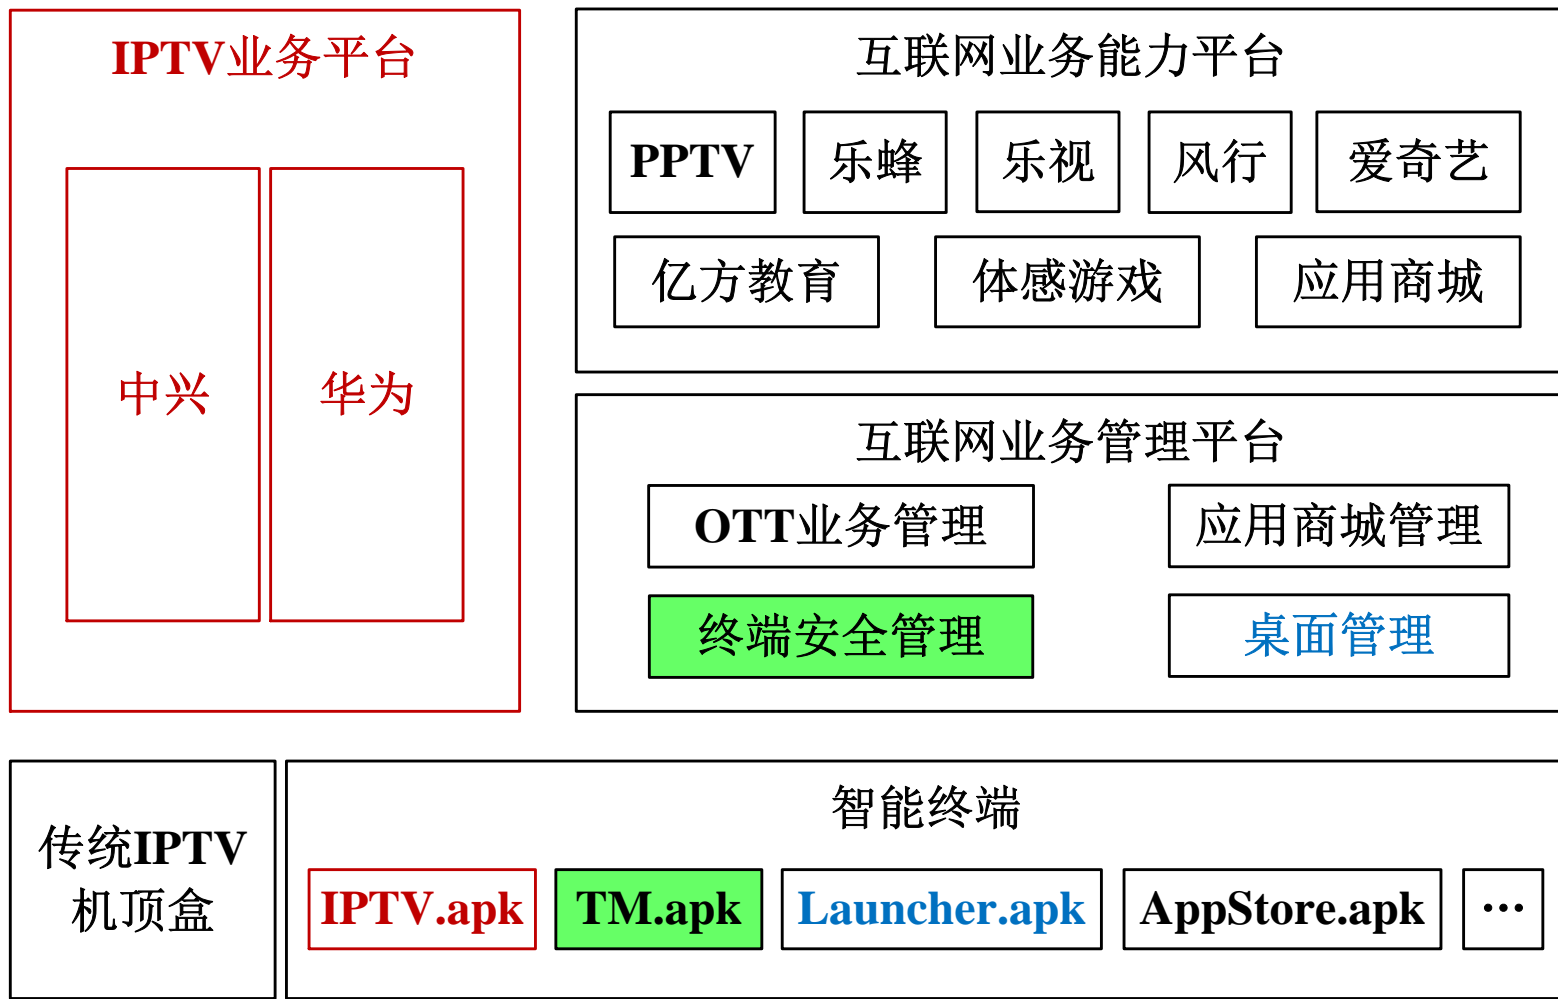 IPTV业务平台
中兴
华为
互联网业务能力平台
PPTV
乐蜂
乐视
风行
爱奇艺
亿方教育
体感游戏
应用商城
互联网业务管理平台
OTT业务管理
应用商城管理
终端安全管理
桌面管理
传统IPTV
机顶盒
智能终端
IPTV.apk
TM.apk
Launcher.apk
AppStore.apk
…